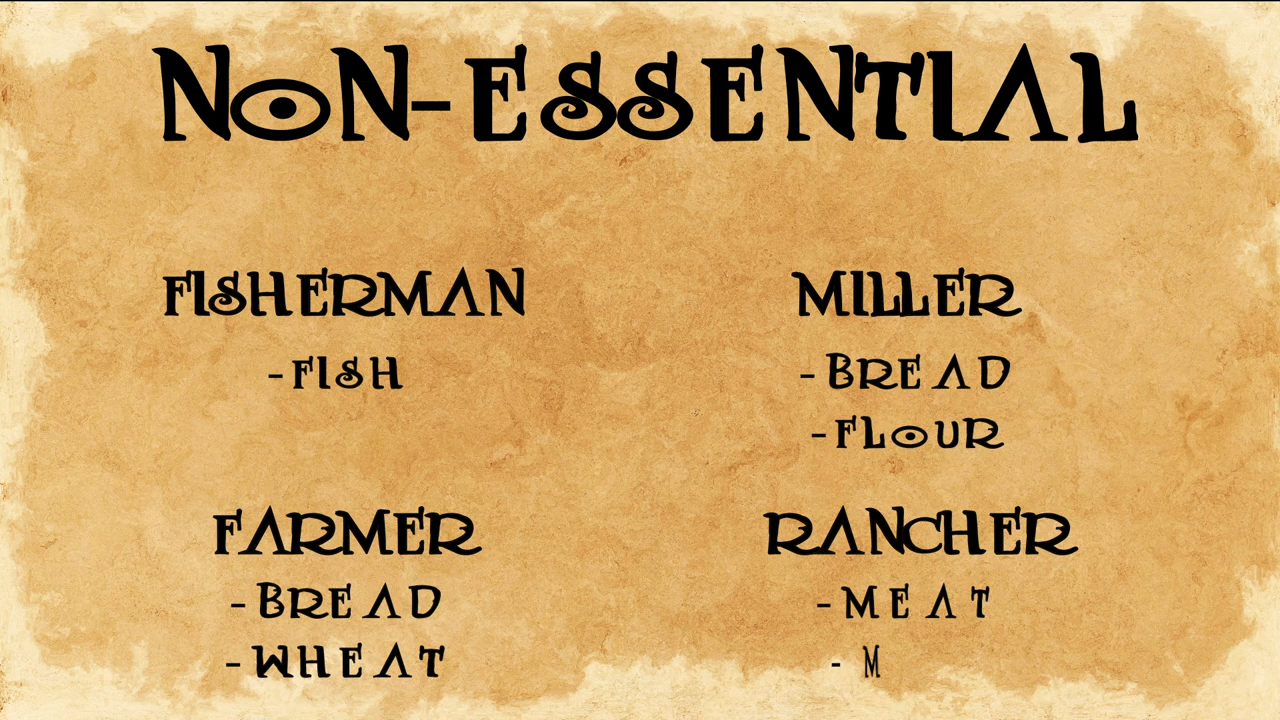 NON-ESSENTIAL
FISHERMAN
-FISH
MILLER
-BREAD
-FLOUR
FARMER
-BREAD
-WHEAT
RANCHER
-MEAT
- M